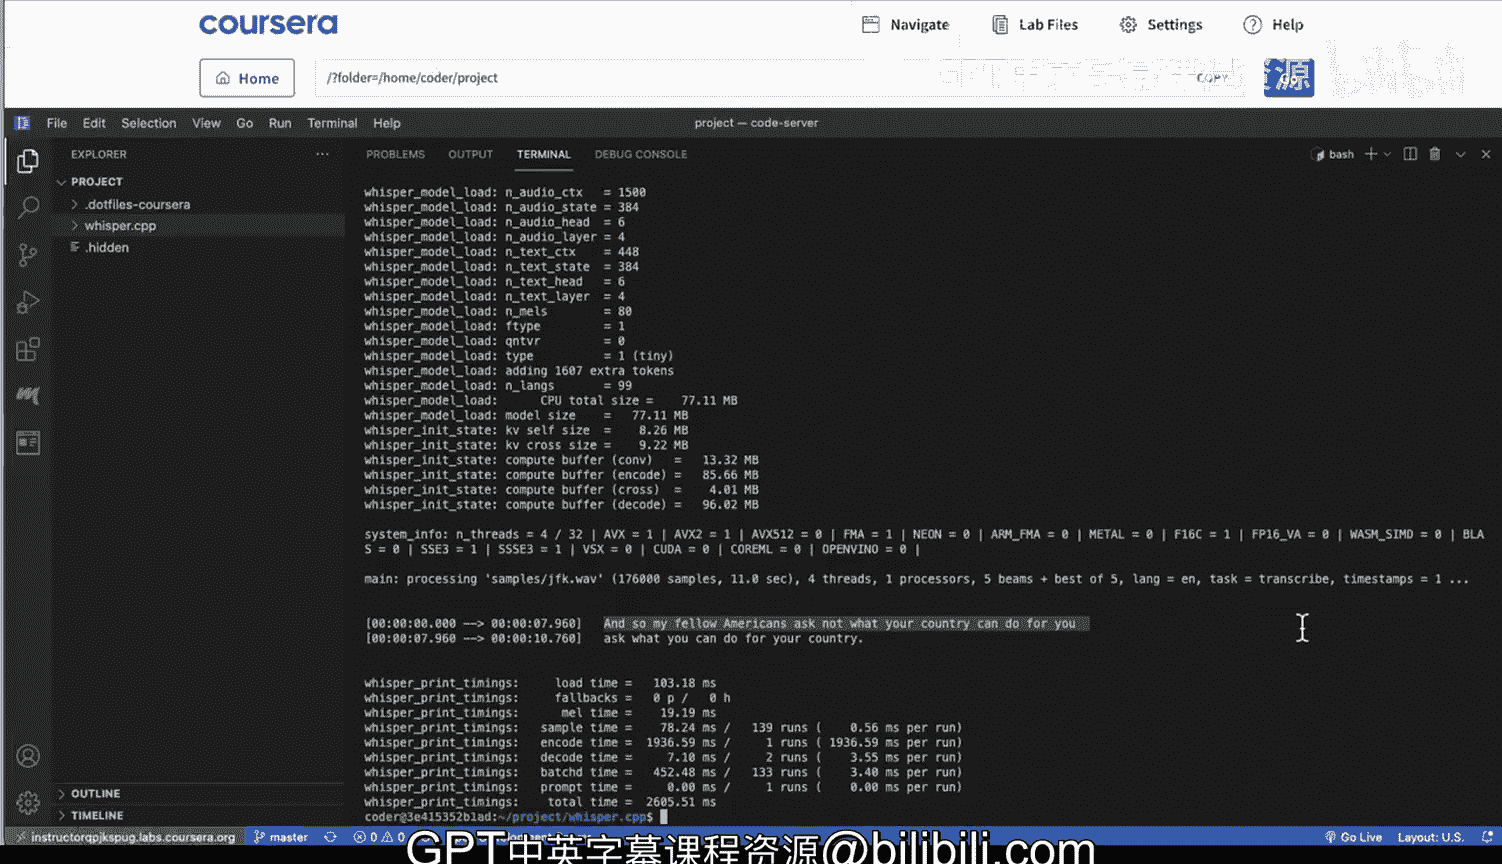 coursera
Navigate
Lab Files
Settings
Help
Home
/?folder=/home/coder/project
COPY
File Edit Selection View Go Run Terminal Help
project — code-server
EXPLORER
PROBLEMS OUTPUT TERMINAL DEBUG CONSOLE
bash
PROJECT
.dotfiles-coursera
whisper.cpp
.hidden
whisper_model_load: n_audio_ctx = 1500
whisper_model_load: n_audio_state = 384
whisper_model_load: n_audio_head = 6
whisper_model_load: n_audio_layer = 4
whisper_model_load: n_text_ctx = 448
whisper_model_load: n_text_state = 384
whisper_model_load: n_text_head = 6
whisper_model_load: n_text_layer = 4
whisper_model_load: n_mels = 80
whisper_model_load: ftype = 1
whisper_model_load: qntvr = 0
whisper_model_load: type = 1 (tiny)
whisper_model_load: adding 1607 extra tokens
whisper_model_load: n_langs = 99
whisper_model_load: CPU total size = 77.11 MB
whisper_model_load: model size = 77.11 MB
whisper_init_state: kv self size = 8.26 MB
whisper_init_state: kv cross size = 9.22 MB
whisper_init_state: compute buffer (conv) = 13.32 MB
whisper_init_state: compute buffer (encode) = 85.66 MB
whisper_init_state: compute buffer (cross) = 4.01 MB
whisper_init_state: compute buffer (decode) = 96.02 MB
system_info: n_threads = 4 / 32 | AVX = 1 | AVX2 = 1 | AVX512 = 0 | FMA = 1 | NEON = 0 | ARM_FMA = 0 | METAL = 0 | F16C = 1 | FP16_VA = 0 | WASM_SIMD = 0 | BLA
S = 0 | SSE3 = 1 | SSSE3 = 1 | VSX = 0 | CUDA = 0 | COREML = 0 | OPENVINO = 0 |
main: processing 'samples/jfk.wav' (176000 samples, 11.0 sec), 4 threads, 1 processors, 5 beams + best of 5, lang = en, task = transcribe, timestamps = 1 ...
[00:00:00.000 --> 00:00:07.960] And so my fellow Americans ask not what your country can do for you
[00:00:07.960 --> 00:00:10.760] ask what you can do for your country.
whisper_print_timings: load time = 103.18 ms
whisper_print_timings: fallbacks = 0 p / 0 h
whisper_print_timings: mel time = 19.19 ms
whisper_print_timings: sample time = 78.24 ms / 139 runs ( 0.56 ms per run)
whisper_print_timings: encode time = 1936.59 ms / 1 runs ( 1936.59 ms per run)
whisper_print_timings: decode time = 7.10 ms / 2 runs ( 3.55 ms per run)
whisper_print_timings: batchd time = 452.48 ms / 133 runs ( 3.40 ms per run)
whisper_print_timings: prompt time = 0.00 ms / 1 runs ( 0.00 ms per run)
whisper_print_timings: total time = 2605.51 ms
coder@3e415352b1ad:~/project/whisper.cpp$
OUTLINE
TIMELINE
instructorqpjkspug.labs.coursera.org
master
0
0
Go Live
Layout: U.S.
GPT中英字幕课程资源@bilibili.com